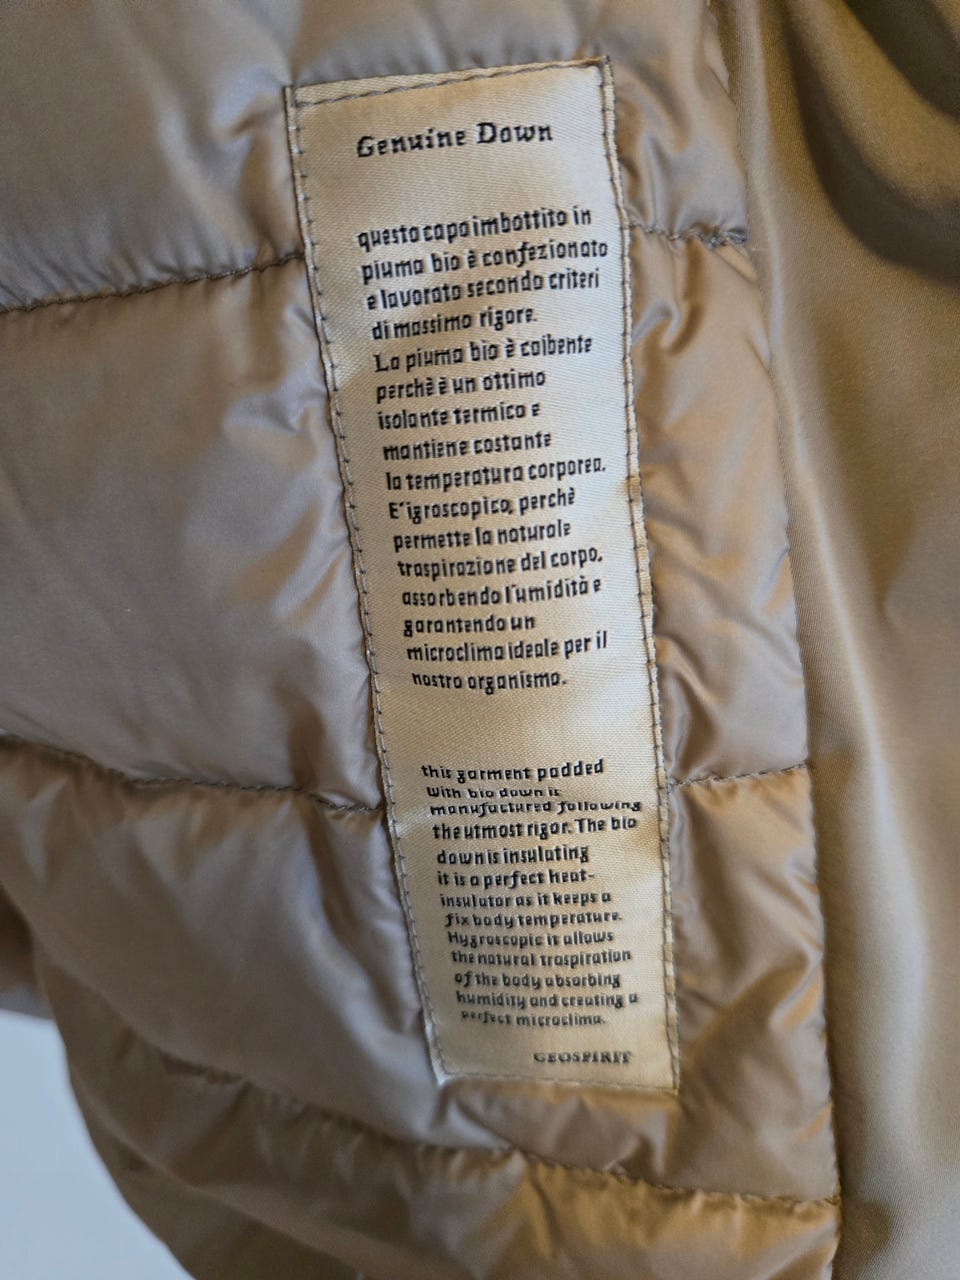 Genuine Down
questo capo imbottito in
piuma bio è confezionato
e lavorato secondo criteri
di massimo rigore.
La piuma bio è coibente
perchè è un ottimo
isolante termico e
mantiene costante
la temperatura corporea.
E'igroscopica, perchè
permette la naturale
traspirazione del corpo,
assorbendo l'umidità e
garantendo un
microclima ideale per il
nostro organismo.
this garment padded
with bio down is
manufactured following
the utmost rigor. The bio
down is insulating
it is a perfect heat-
insulator as it keeps a
fix body temperature.
Hygroscopic it allows
the natural traspiration
of the body absorbing
humidity and creating a
perfect microclima.
GEOSPIRIT